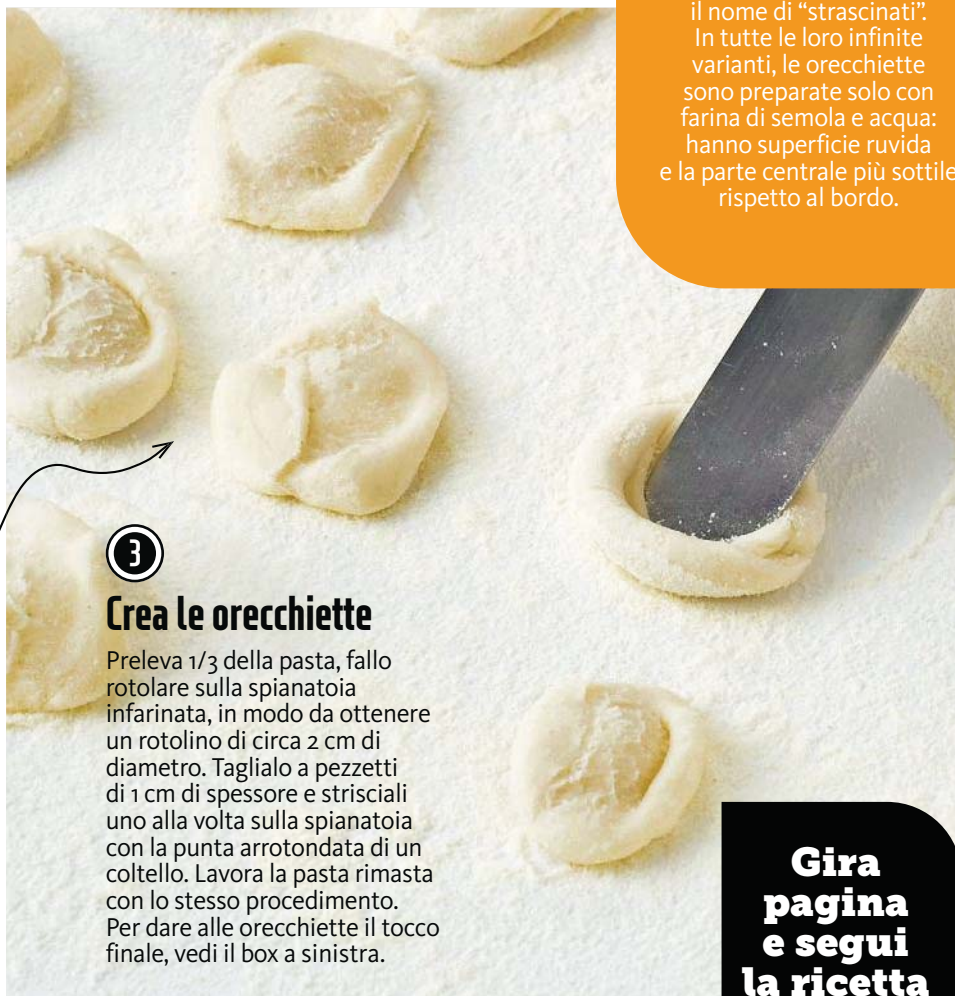 il nome di “strascinati”.
In tutte le loro infinite
varianti, le orecchiette
sono preparate solo con
farina di semola e acqua:
hanno superficie ruvida
e la parte centrale più sottile
rispetto al bordo.
3
Crea le orecchiette
Preleva 1/3 della pasta, fallo
rotolare sulla spianatoia
infarinata, in modo da ottenere
un rotolino di circa 2 cm di
diametro. Taglialo a pezzetti
di 1 cm di spessore e strisciali
uno alla volta sulla spianatoia
con la punta arrotondata di un
coltello. Lavora la pasta rimasta
con lo stesso procedimento.
Per dare alle orecchiette il tocco
finale, vedi il box a sinistra.
Gira
pagina
e segui
la ricetta